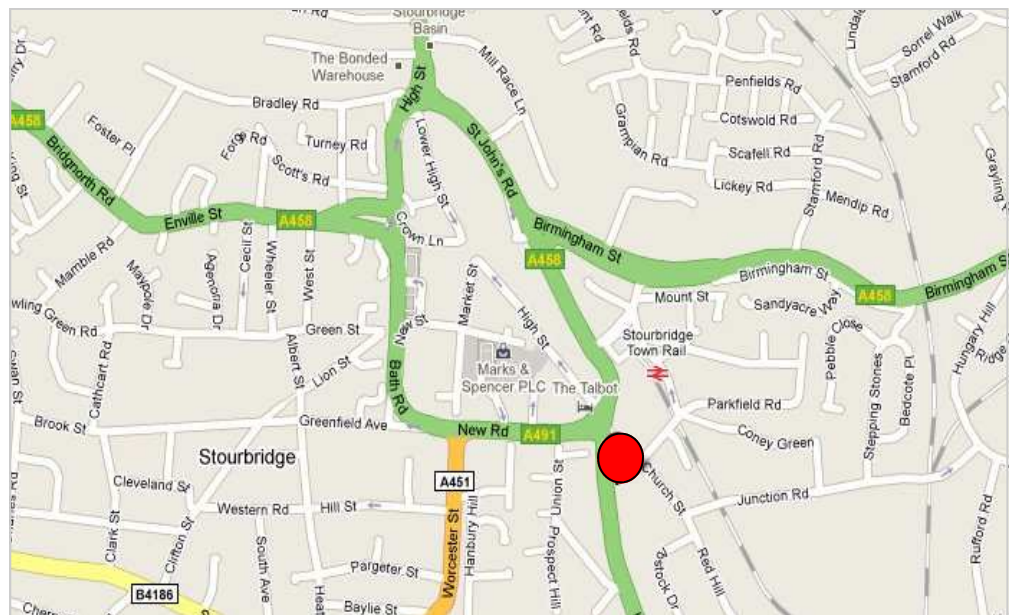 Stourbridge
Basin
The Bonded
Warehouse
High St
Mill Race Ln
Penfields Rd
Sorrel Walk
Stamford Rd
A458
Foster Pl
Bradley Rd
Forge Rd
Turney Rd
Scott's Rd
Lower High St
St John's Rd
Cotswold Rd
Grampian Rd
Scafell Rd
Lickey Rd
Mendip Rd
Stamford Rd
Bridgnorth Rd
Enville St
A458
Crown Ln
Birmingham St
A458
Birmingham St
A458
Birmingham St
Mamble Rd
Maypole Dr
Agenoria Dr
Cecil St
Wheeler St
West St
Market St
High St
Mount St
Sandyacre Way
Hungary Hill
Green St
New St
Albert St
Lion St
Bath Rd
Stourbridge
Town Rail
Pebble Close
Stepping Stones
Bedcote Pl
Cathcart Rd
Marks &
Spencer PLC
The Talbot
Parkfield Rd
Brook St
Greenfield Ave
New Rd
A491
Coney Green
Stourbridge
A451
Union St
Church St
Junction Rd
Cleveland St
Western Rd
Hill St
Hanbury Hill
Clark St
Clifton St
South Ave
Worcester St
Prospect Hill
Red Hill
Rufford Rd
Pargeter St
B4186
Baylie St